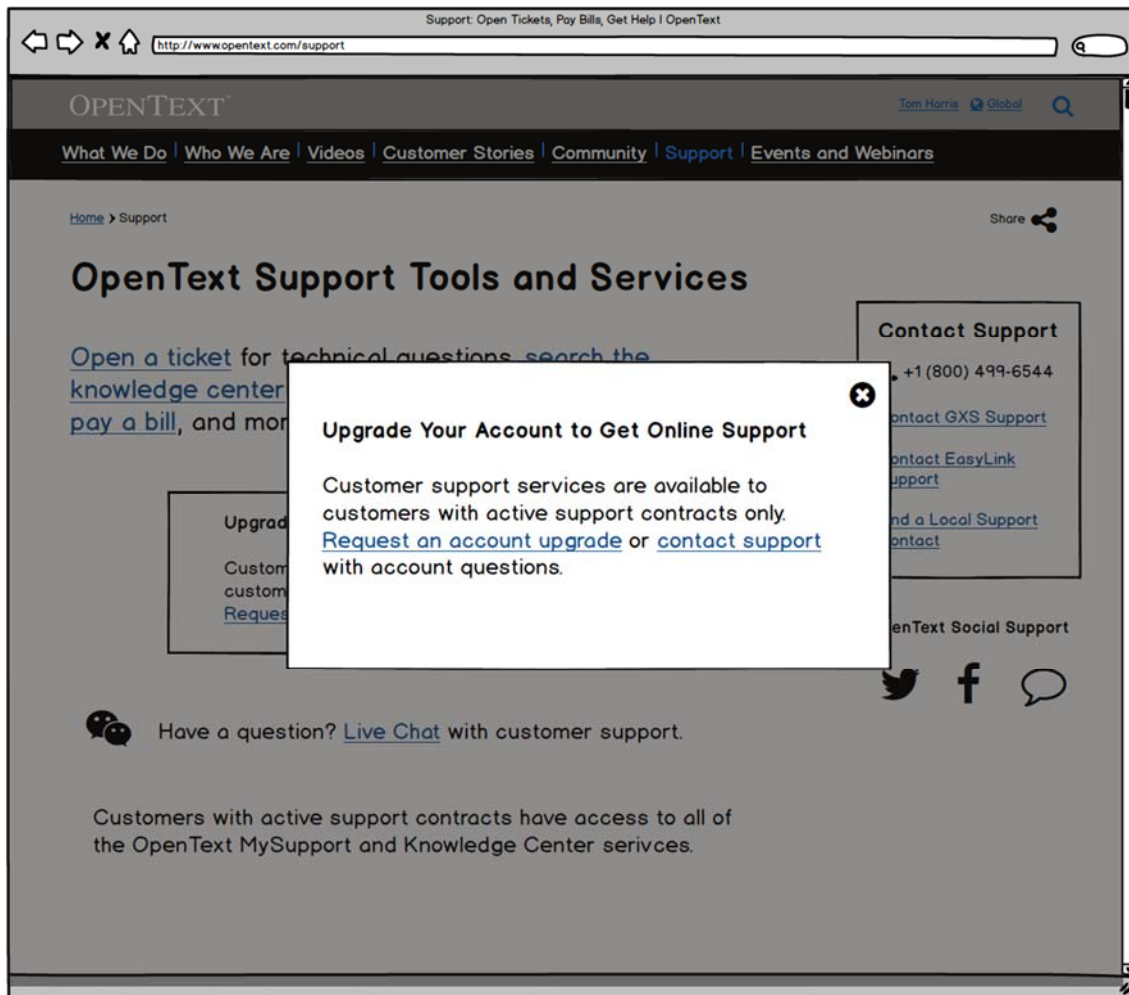 Support: Open Tickets, Pay Bills, Get Help | OpenText
http://www.opentext.com/support
OPENTEXT™
Tom Harris Global
What We Do | Who We Are | Videos | Customer Stories | Community | Support | Events and Webinars
Home > Support
Share
OpenText Support Tools and Services
Open a ticket for technical questions, search the
knowledge center
pay a bill, and mor
Upgrad
Custom
custom
Reques
Upgrade Your Account to Get Online Support
Customer support services are available to
customers with active support contracts only.
Request an account upgrade or contact support
with account questions.
Contact Support
+1 (800) 499-6544
ontact GXS Support
ontact EasyLink
upport
nd a Local Support
ontact
enText Social Support
Have a question? Live Chat with customer support.
Customers with active support contracts have access to all of
the OpenText MySupport and Knowledge Center serivces.